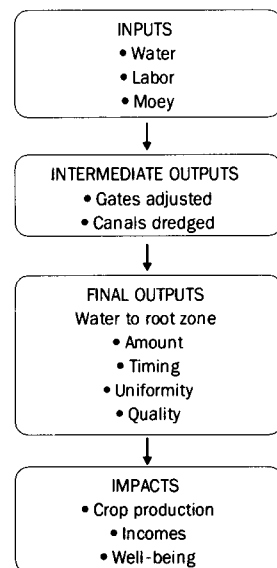 INPUTS
• Water
• Labor
• Moey
INTERMEDIATE OUTPUTS
• Gates adjusted
• Canals dredged
FINAL OUTPUTS
Water to root zone
• Amount
• Timing
• Uniformity
• Quality
IMPACTS
• Crop production
• Incomes
• Well-being